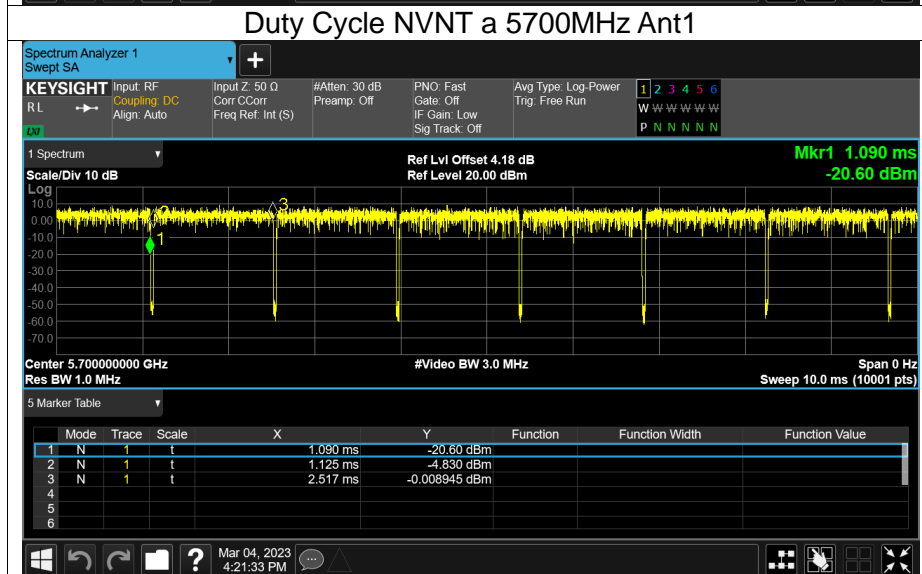 Duty Cycle NVNT a 5700MHz Ant1
Spectrum Analyzer 1
Swept SA
+
KEYSIGHT Input: RF Input Z: 50 Ω #Atten: 30 dB PNO: Fast Avg Type: Log-Power 1 2 3 4 5 6
R L Coupling: DC Corr CCorr Preamp: Off Gate: Off Trig: Free Run W W W W W W
Align: Auto Freq Ref: Int (S) IF Gain: Low
LXI Sig Track: Off P N N N N N
1 Spectrum Ref Lvl Offset 4.18 dB Mkr1 1.090 ms
Scale/Div 10 dB Ref Level 20.00 dBm -20.60 dBm
Log
10.0
0.00
-10.0
-20.0
-30.0
-40.0
-50.0
-60.0
-70.0
2 3
1
Center 5.700000000 GHz #Video BW 3.0 MHz Span 0 Hz
Res BW 1.0 MHz Sweep 10.0 ms (10001 pts)
5 Marker Table
Mode Trace Scale X Y Function Function Width Function Value
1 N 1 t 1.090 ms -20.60 dBm
2 N 1 t 1.125 ms -4.830 dBm
3 N 1 t 2.517 ms -0.008945 dBm
4
5
6
? Mar 04, 2023
4:21:33 PM